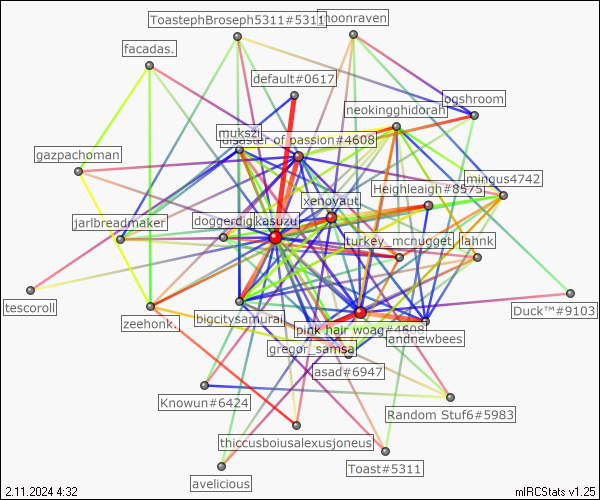 ToastephBroseph5311#5311
moonraven
facadas.
default#0617
ogshroom
neokingghidorah
mukszi
disaster of passion#4608
gazpachoman
mingus4742
Heighleaigh#8575
xenoyaut
jarlbreadmaker
doggerdig
kasuzu
turkey_mcnugget
lahnk
tescoroll
Duck™#9103
zeehonk.
bigcitysamurai
pink hair woag#4608
andnewbees
gregor_samsa
asad#6947
Knowun#6424
Random Stuf6#5983
thiccusboiusalexusjoneus
Toast#5311
avelicious
2.11.2024 4:32
mIRCStats v1.25